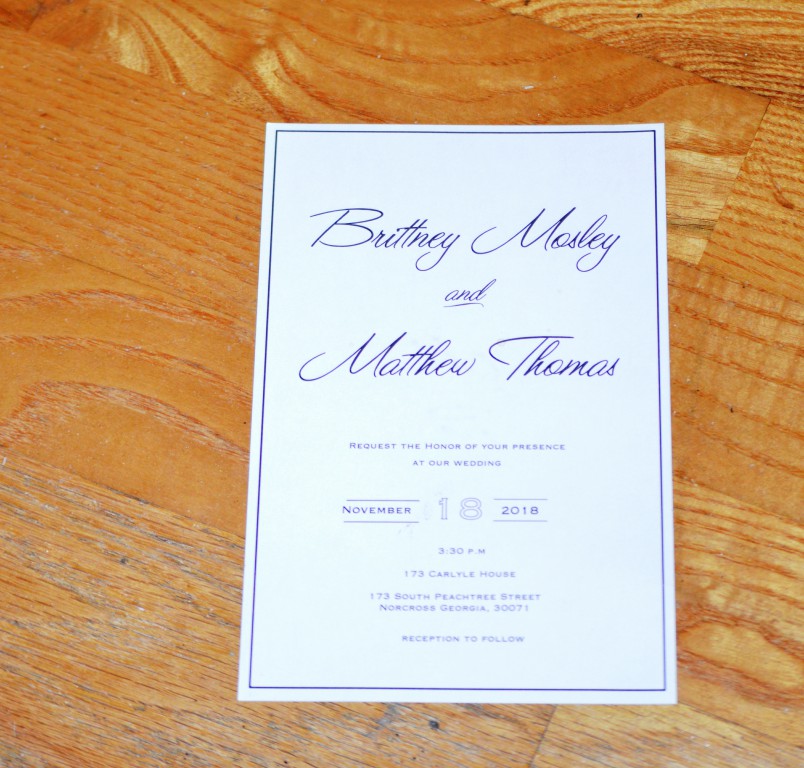 Brittney Mosley
and
Matthew Thomas
Request the Honor of your presence
at our wedding
November 18 2018
3:30 p.m
173 Carlyle House
173 South Peachtree Street
Norcross Georgia, 30071
reception to follow